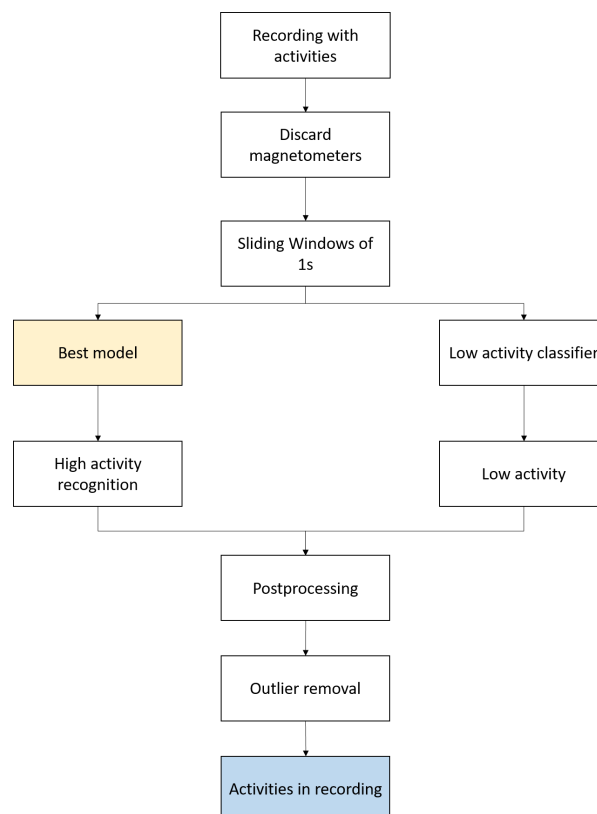 Recording with
activities
Discard
magnetometers
Sliding Windows of
1s
Best model
Low activity classifier
High activity
recognition
Low activity
Postprocessing
Outlier removal
Activities in recording